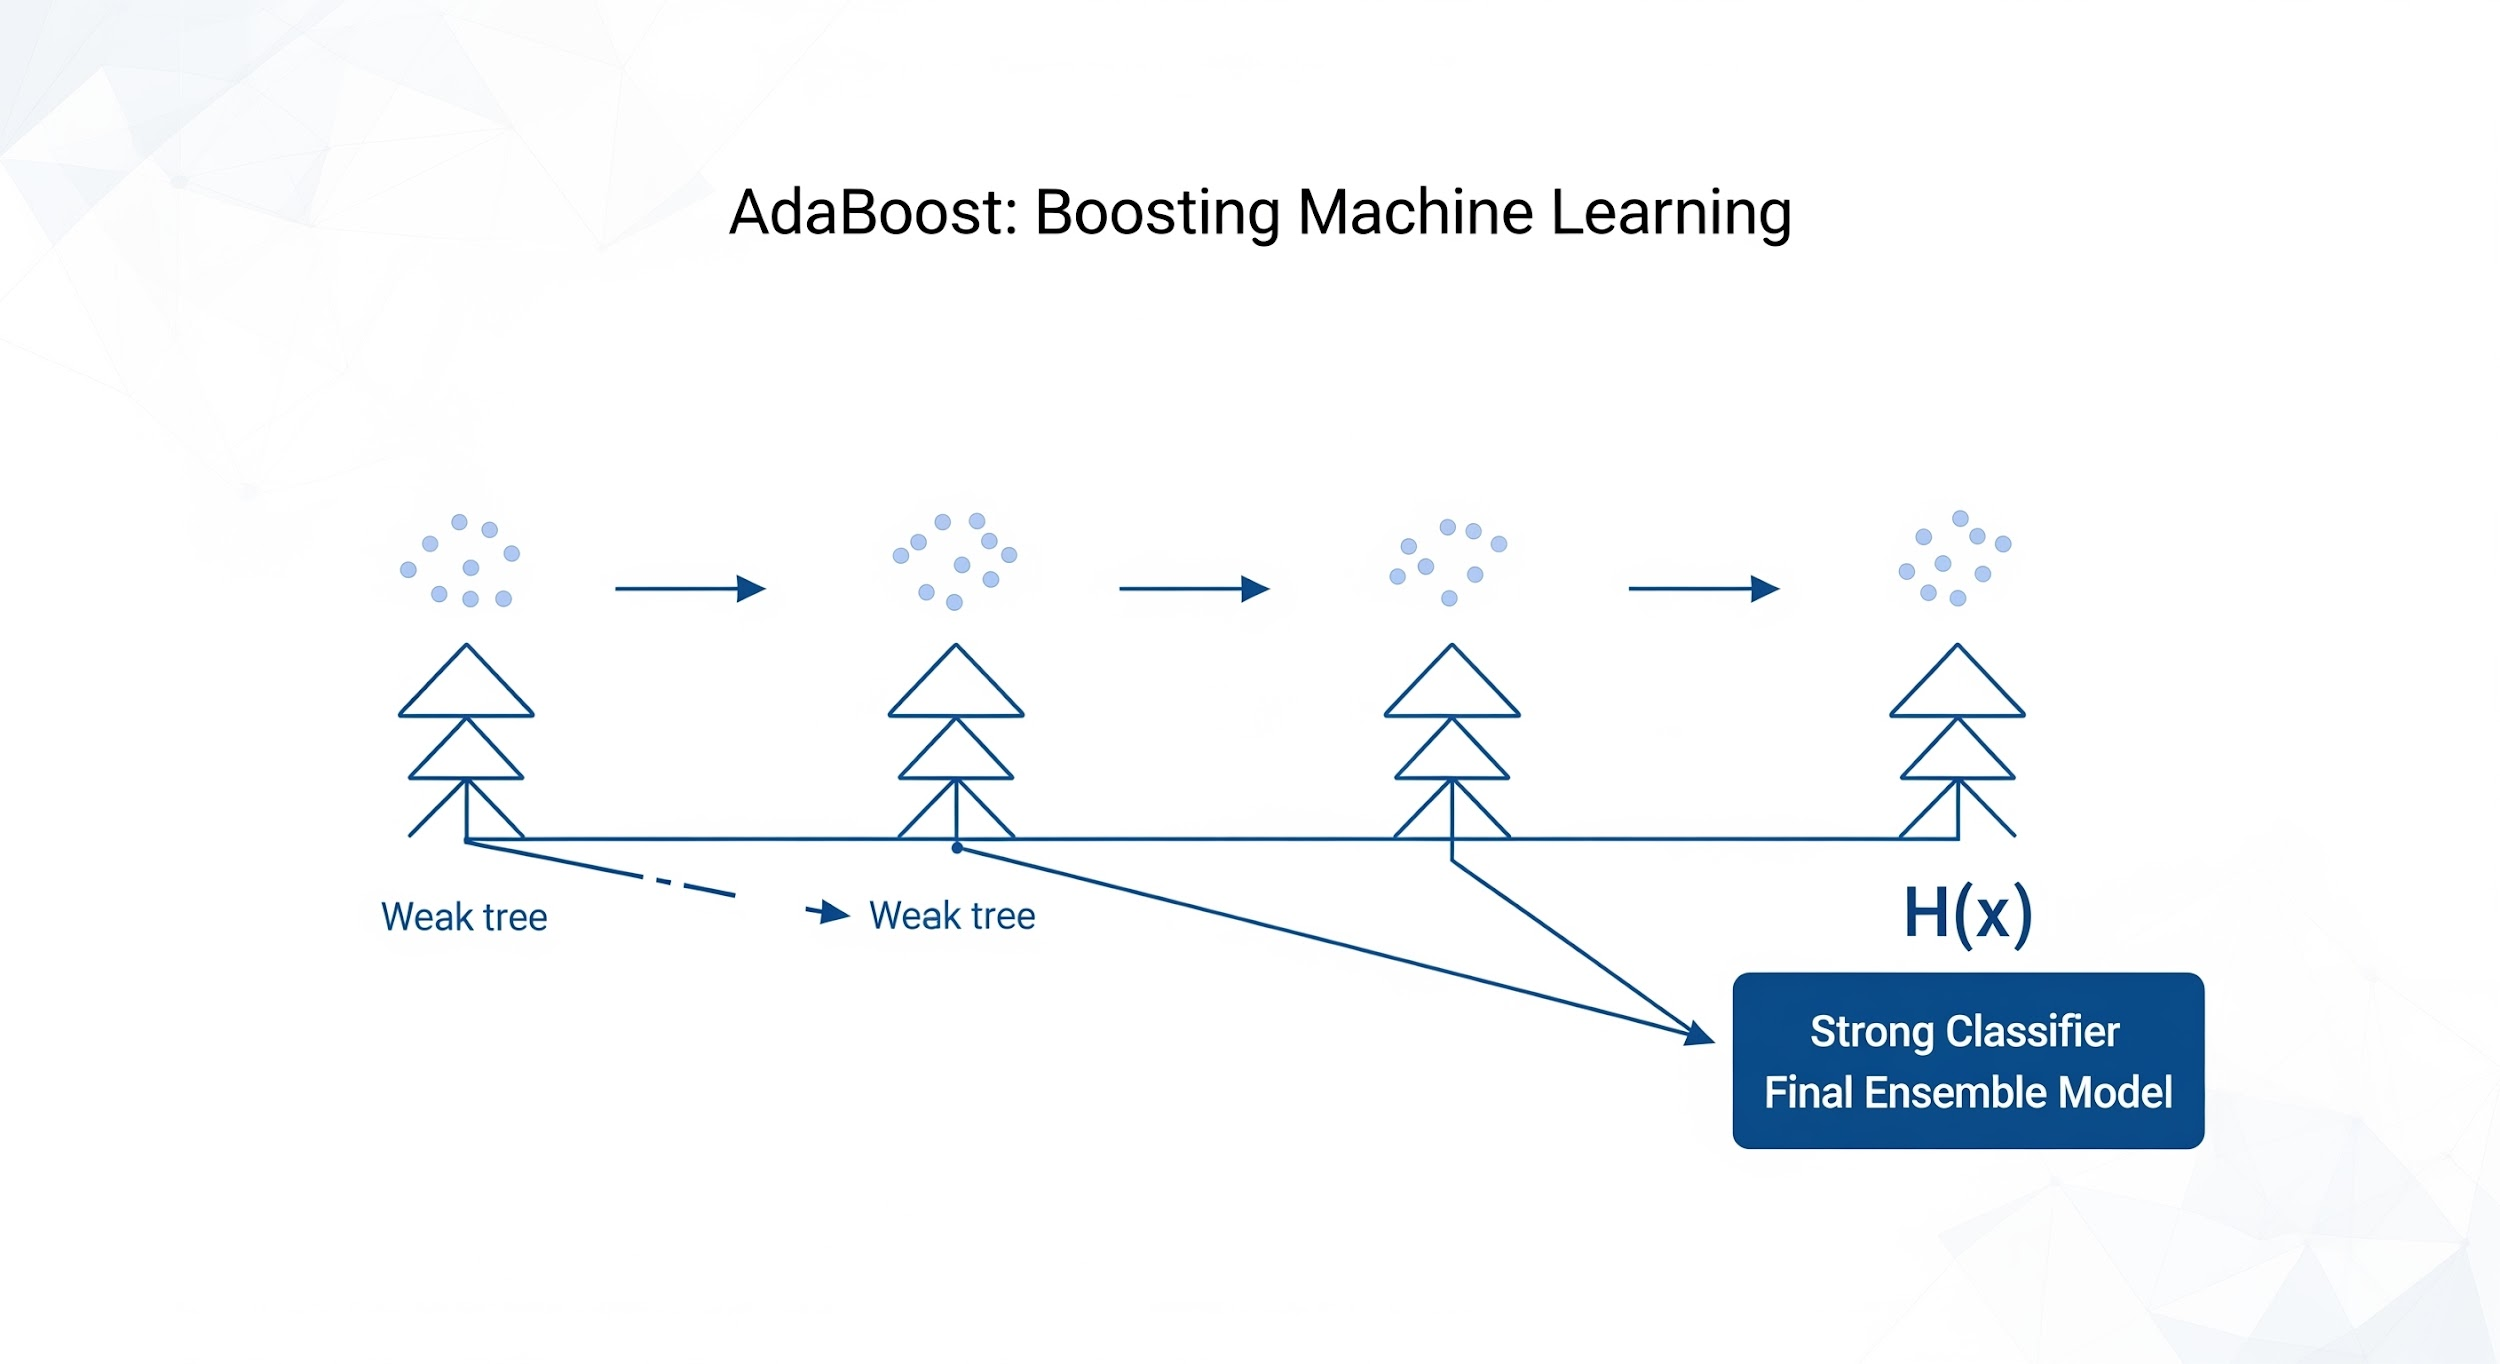 AdaBoost: Boosting Machine Learning
Weak tree
Weak tree
H(x)
Strong Classifier
Final Ensemble Model